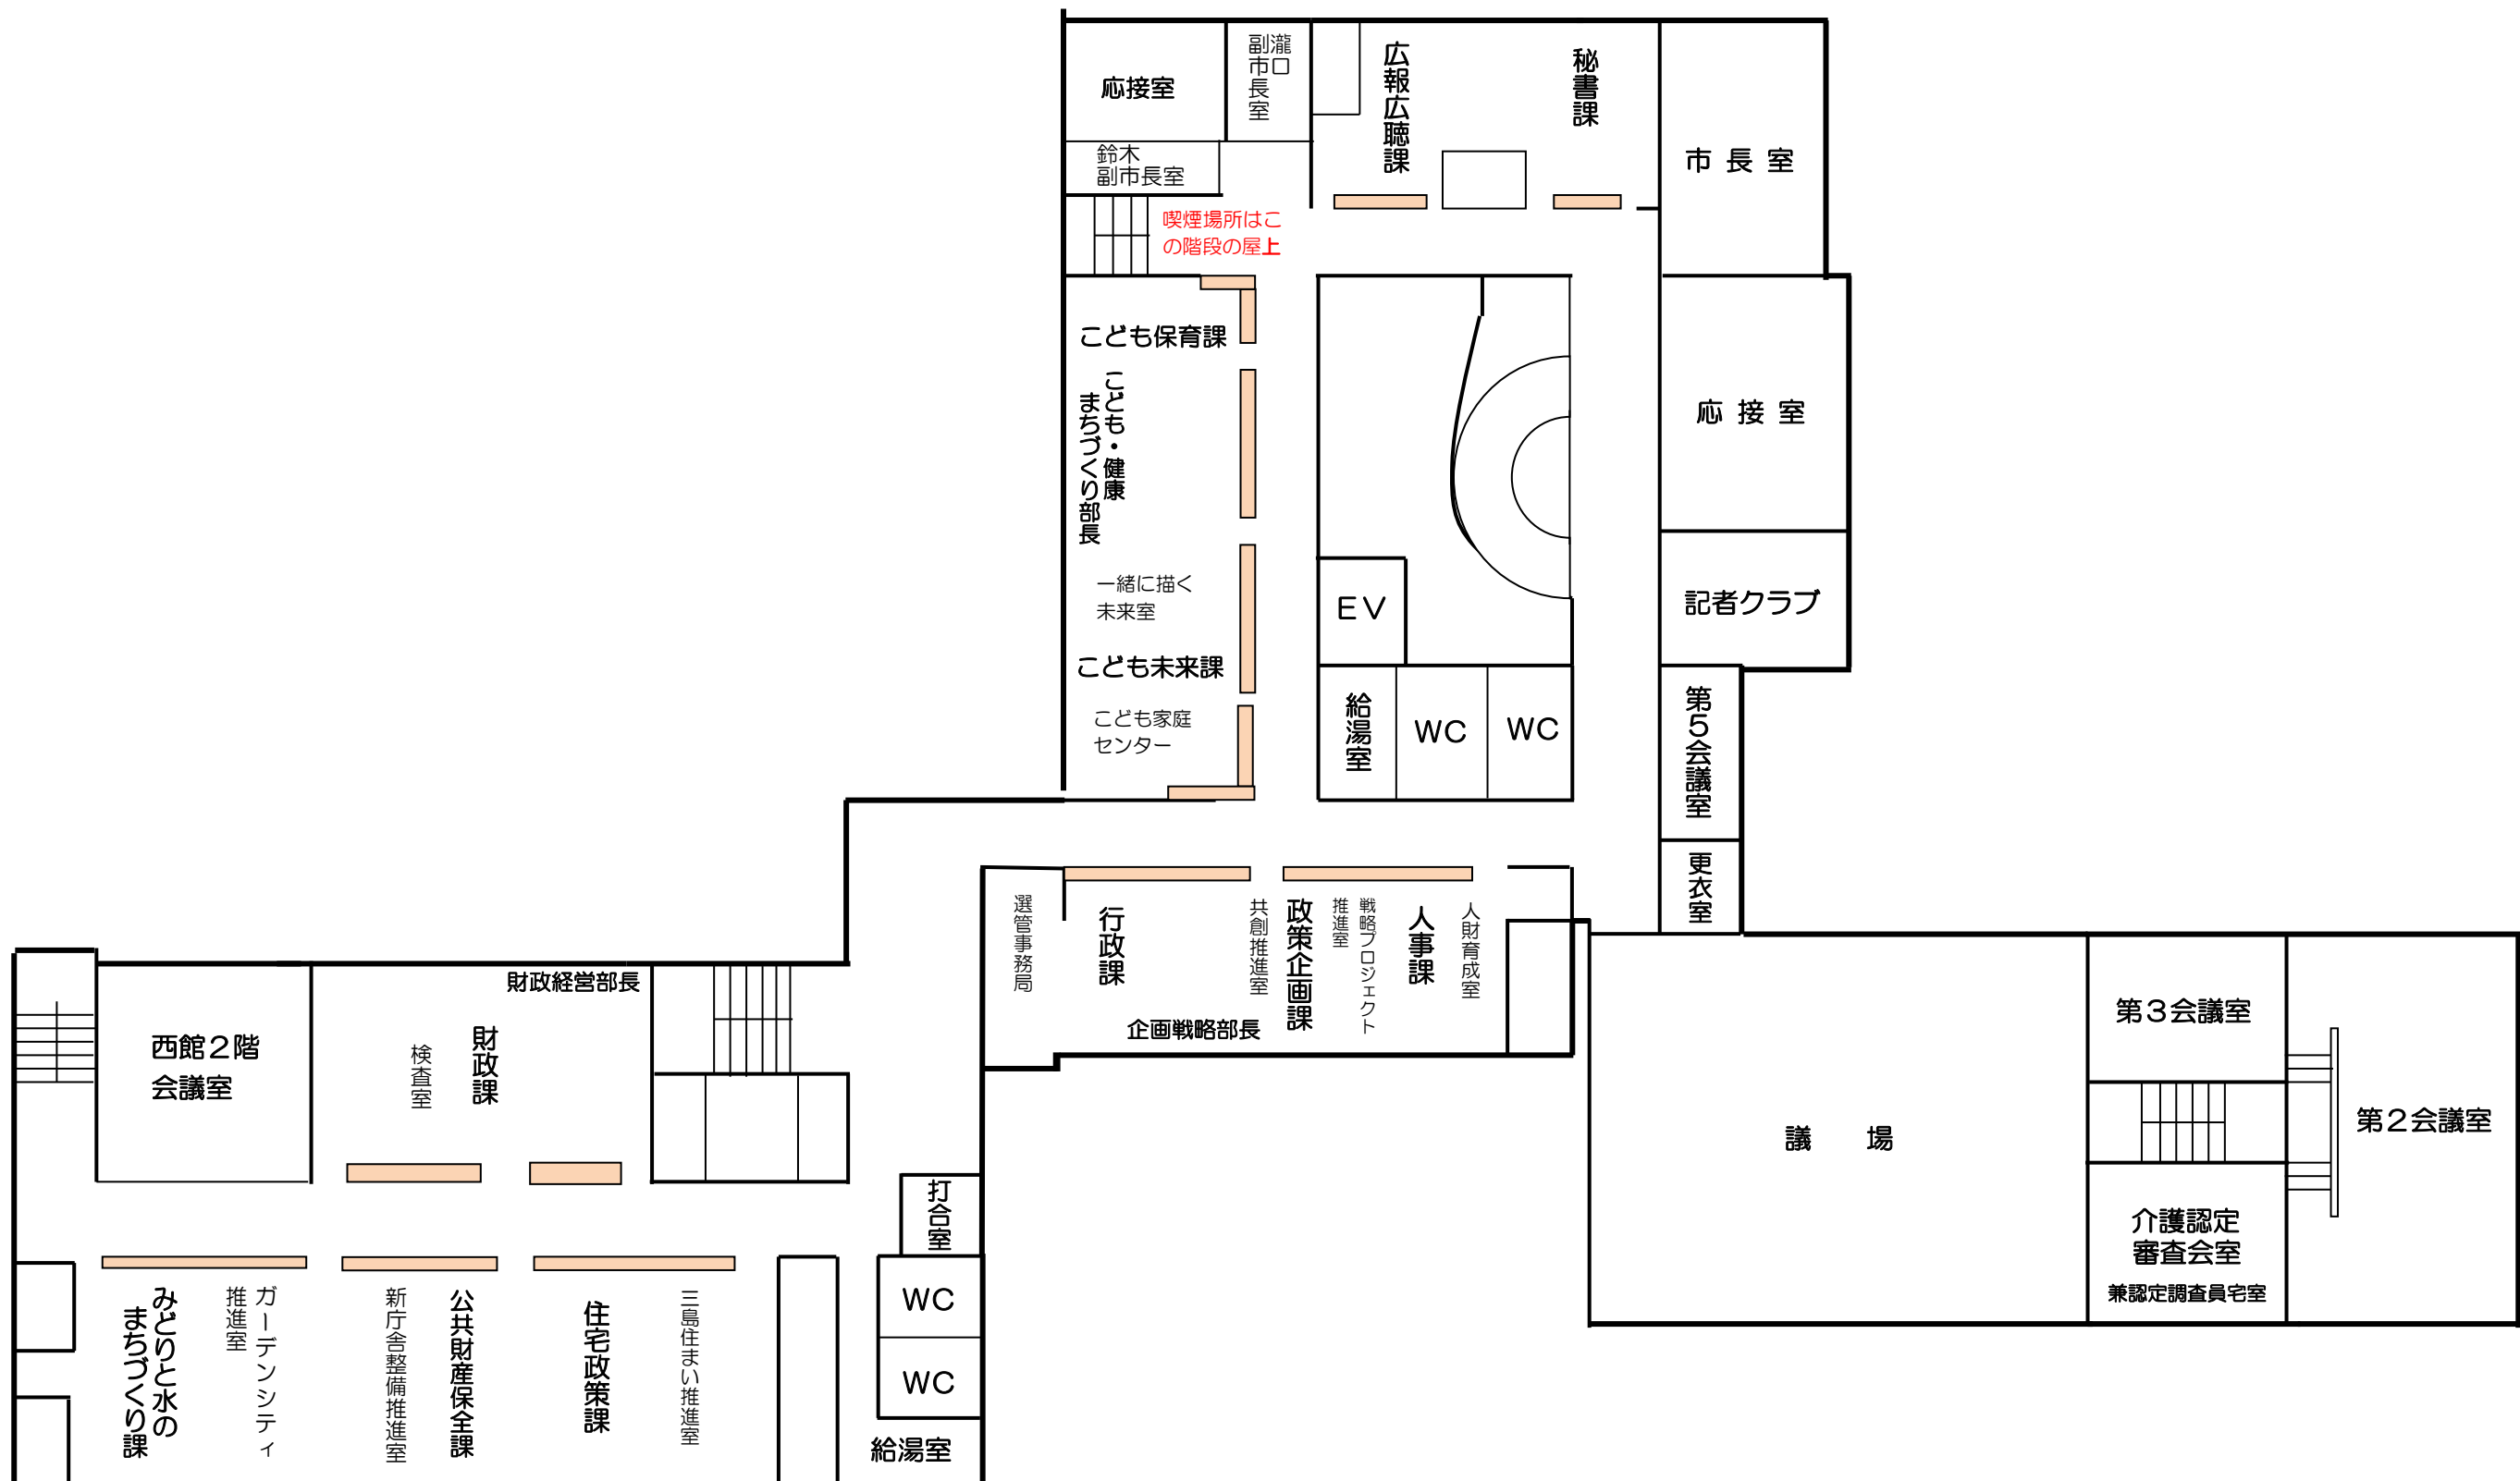 応接室
瀧口
副市長室
広報広聴課
秘書課
市長室
鈴木
副市長室
喫煙場所はこ
の階段の屋上
こども保育課
こども・健康
まちづくり部長
応接室
一緒に描く
未来室
EV
記者クラブ
こども未来課
こども家庭
センター
給湯室
WC
WC
第5会議室
更衣室
選管事務局
行政課
共創推進室
政策企画課
戦略プロジェクト
推進室
人事課
人財育成室
企画戦略部長
財政経営部長
西館2階
会議室
検査室
財政課
議場
第3会議室
第2会議室
介護認定
審査会室
兼認定調査員宅室
打合室
WC
WC
給湯室
みどりと水の
まちづくり課
ガーデンシティ
推進室
新庁舎整備推進室
公共財産保全課
住宅政策課
三島住まい推進室